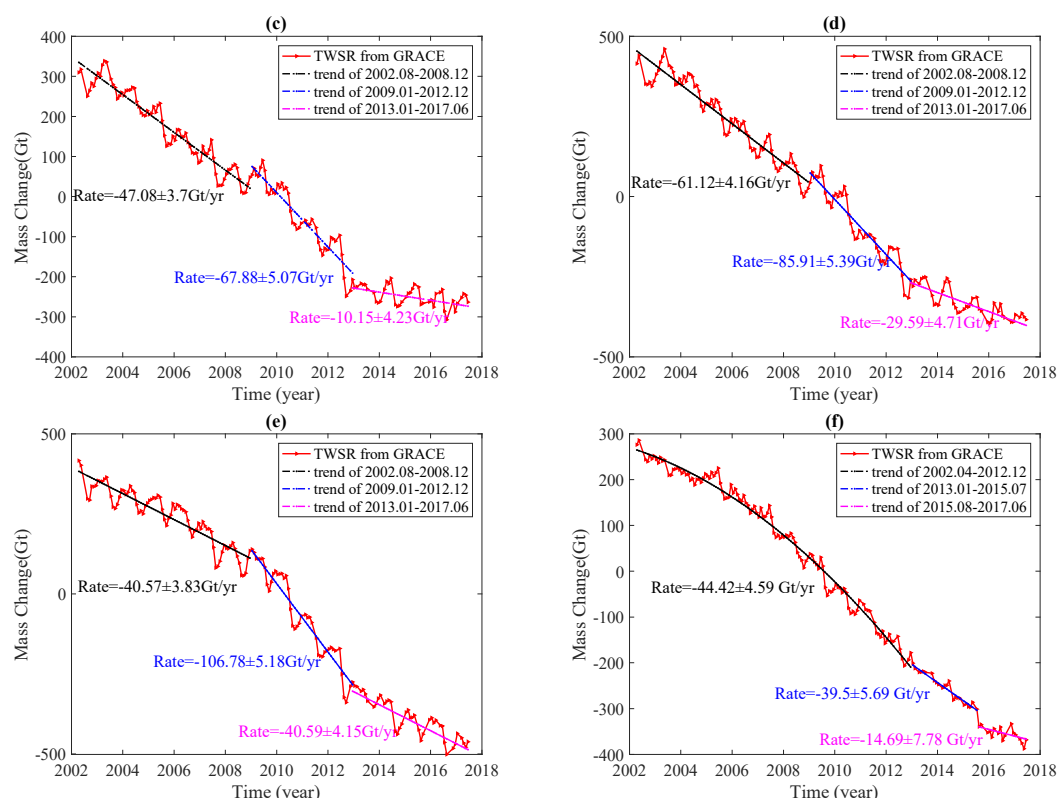 (c)
400
300
200
100
0
-100
-200
-300
-400
Mass Change(Gt)
TWSR from GRACE
trend of 2002.08-2008.12
trend of 2009.01-2012.12
trend of 2013.01-2017.06
Rate=-47.08±3.7Gt/yr
Rate=-67.88±5.07Gt/yr
Rate=-10.15±4.23Gt/yr
2002 2004 2006 2008 2010 2012 2014 2016 2018
Time (year)
(d)
500
0
-500
Mass Change(Gt)
TWSR from GRACE
trend of 2002.08-2008.12
trend of 2009.01-2012.12
trend of 2013.01-2017.06
Rate=-61.12±4.16Gt/yr
Rate=-85.91±5.39Gt/yr
Rate=-29.59±4.71Gt/yr
2002 2004 2006 2008 2010 2012 2014 2016 2018
Time (year)
(e)
500
0
-500
Mass Change(Gt)
TWSR from GRACE
trend of 2002.08-2008.12
trend of 2009.01-2012.12
trend of 2013.01-2017.06
Rate=-40.57±3.83Gt/yr
Rate=-106.78±5.18Gt/yr
Rate=-40.59±4.15Gt/yr
2002 2004 2006 2008 2010 2012 2014 2016 2018
Time (year)
(f)
300
200
100
0
-100
-200
-300
-400
Mass Change(Gt)
TWSR from GRACE
trend of 2002.04-2012.12
trend of 2013.01-2015.07
trend of 2015.08-2017.06
Rate=-44.42±4.59 Gt/yr
Rate=-39.5±5.69 Gt/yr
Rate=-14.69±7.78 Gt/yr
2002 2004 2006 2008 2010 2012 2014 2016 2018
Time (year)